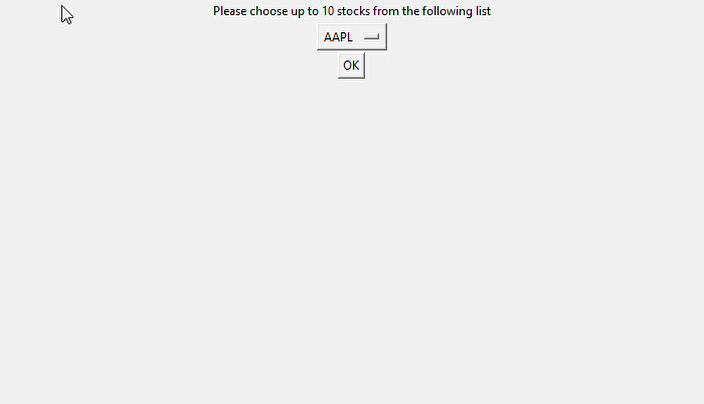 Please choose up to 10 stocks from the following list
AAPL
OK